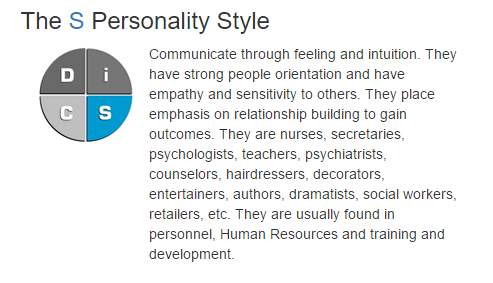 The S Personality Style
D i
C S
Communicate through feeling and intuition. They
have strong people orientation and have
empathy and sensitivity to others. They place
emphasis on relationship building to gain
outcomes. They are nurses, secretaries,
psychologists, teachers, psychiatrists,
counselors, hairdressers, decorators,
entertainers, authors, dramatists, social workers,
retailers, etc. They are usually found in
personnel, Human Resources and training and
development.